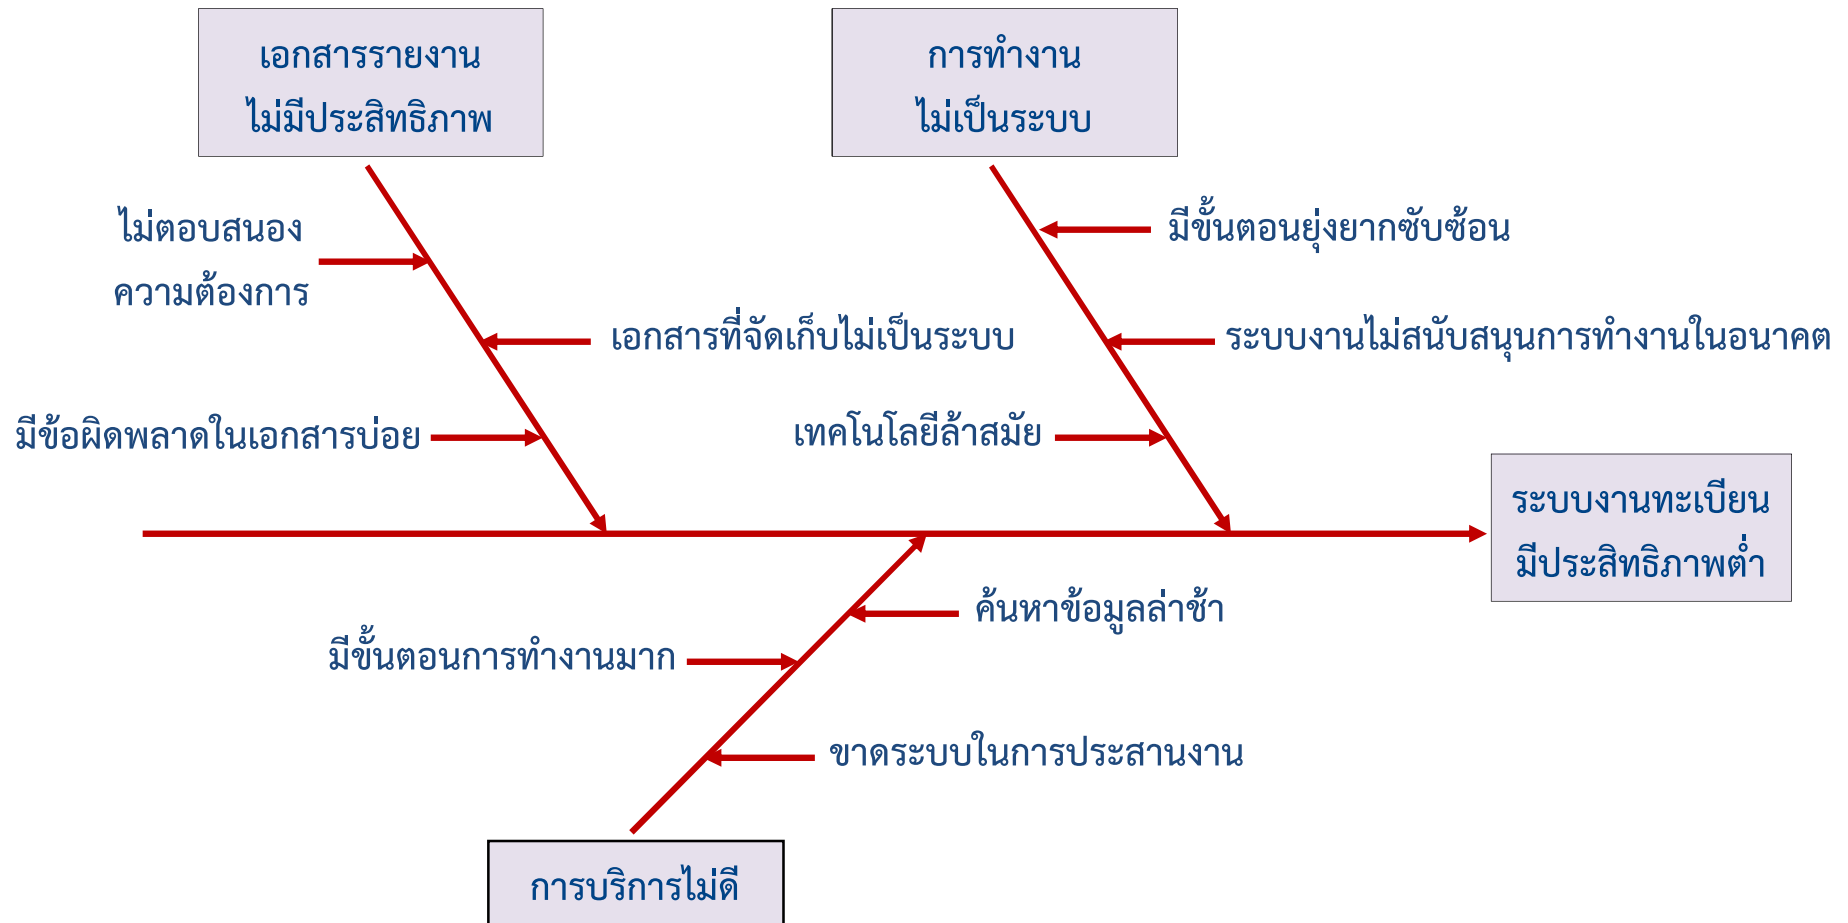 เอกสารรายงาน
ไม่มีประสิทธิภาพ
การทำงาน
ไม่เป็นระบบ
ไม่ตอบสนอง
ความต้องการ
มีขั้นตอนยุ่งยากซับซ้อน
เอกสารที่จัดเก็บไม่เป็นระบบ
ระบบงานไม่สนับสนุนการทำงานในอนาคต
มีข้อผิดพลาดในเอกสารบ่อย
เทคโนโลยีล้าสมัย
ระบบงานทะเบียน
มีประสิทธิภาพต่ำ
ค้นหาข้อมูลล่าช้า
มีขั้นตอนการทำงานมาก
ขาดระบบในการประสานงาน
การบริการไม่ดี